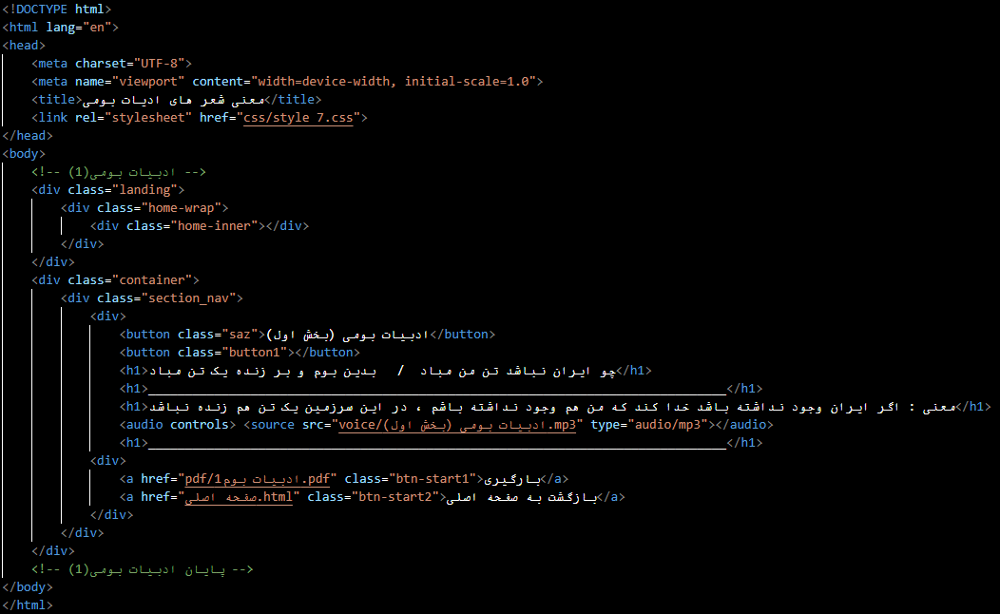 <!DOCTYPE html>
<html lang="en">
<head>
    <meta charset="UTF-8">
    <meta name="viewport" content="width=device-width, initial-scale=1.0">
    <title>معنی شعر های ادبیات بومی</title>
    <link rel="stylesheet" href="css/style 7.css">
</head>
<body>
    <!-- ادبیات بومی(1) -->
    <div class="landing">
        <div class="home-wrap">
            <div class="home-inner"></div>
        </div>
    </div>
    <div class="container">
        <div class="section_nav">
            <div>
                <button class="saz">ادبیات بومی (بخش اول)</button>
                <button class="button1"></button>
                <h1>چو ایران نباشد تن من مباد  /  بدین بوم و بر زنده یک تن مباد</h1>
                <h1>______________________________________________________________________________</h1>
                <h1>معنی : اگر ایران وجود نداشته باشد خدا کند که من هم وجود نداشته باشم ، در این سرزمین یک تن هم زنده نباشد</h1>
                <audio controls> <source src="voice/ادبیات بومی (بخش اول).mp3" type="audio/mp3"></audio>
                <h1>______________________________________________________________________________</h1>
            <div>
                <a href="pdf/ادبیات بوم1.pdf" class="btn-start1">بارگیری</a>
                <a href="صفحه اصلی.html" class="btn-start2">بازگشت به صفحه اصلی</a>
            </div>
        </div>
    </div>
    <!-- پایان ادبیات بومی(1) -->
</body>
</html>